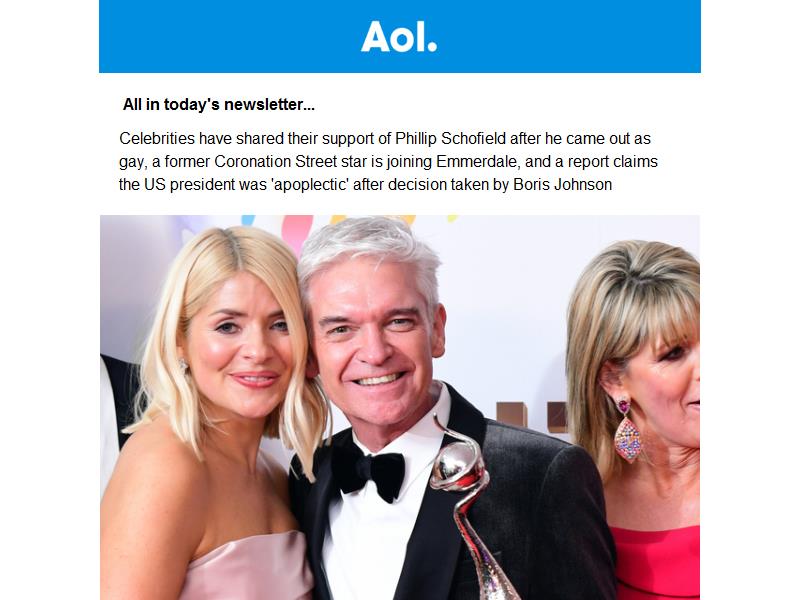 Aol.
All in today's newsletter...
Celebrities have shared their support of Phillip Schofield after he came out as
gay, a former Coronation Street star is joining Emmerdale, and a report claims
the US president was 'apoplectic' after decision taken by Boris Johnson